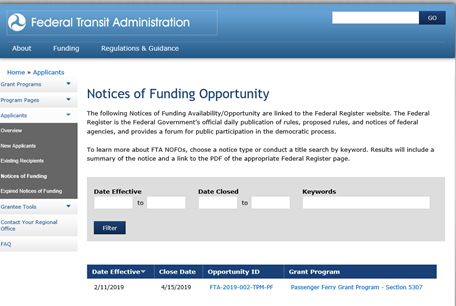 Federal Transit Administration
GO
About Funding Regulations & Guidance
Home » Applicants
Grant Programs
Program Pages
Applicants
Overview
New Applicants
Existing Recipients
Notices of Funding
Expired Notices of Funding
Grantee Tools
Contact Your Regional
Office
FAQ
Notices of Funding Opportunity
The following Notices of Funding Availability/Opportunity are linked to the Federal Register website. The Federal
Register is the Federal Government's official daily publication of rules, proposed rules, and notices of federal
agencies, and provides a forum for public participation in the democratic process.
To learn more about FTA NOFOs, choose a notice type or conduct a title search by keyword. Results will include a
summary of the notice and a link to the PDF of the appropriate Federal Register page.
Date Effective Date Closed Keywords
to to
Filter
Date Effective Close Date Opportunity ID Grant Program
2/11/2019 4/15/2019 FTA-2019-002-TPM-PF Passenger Ferry Grant Program - Section 5307